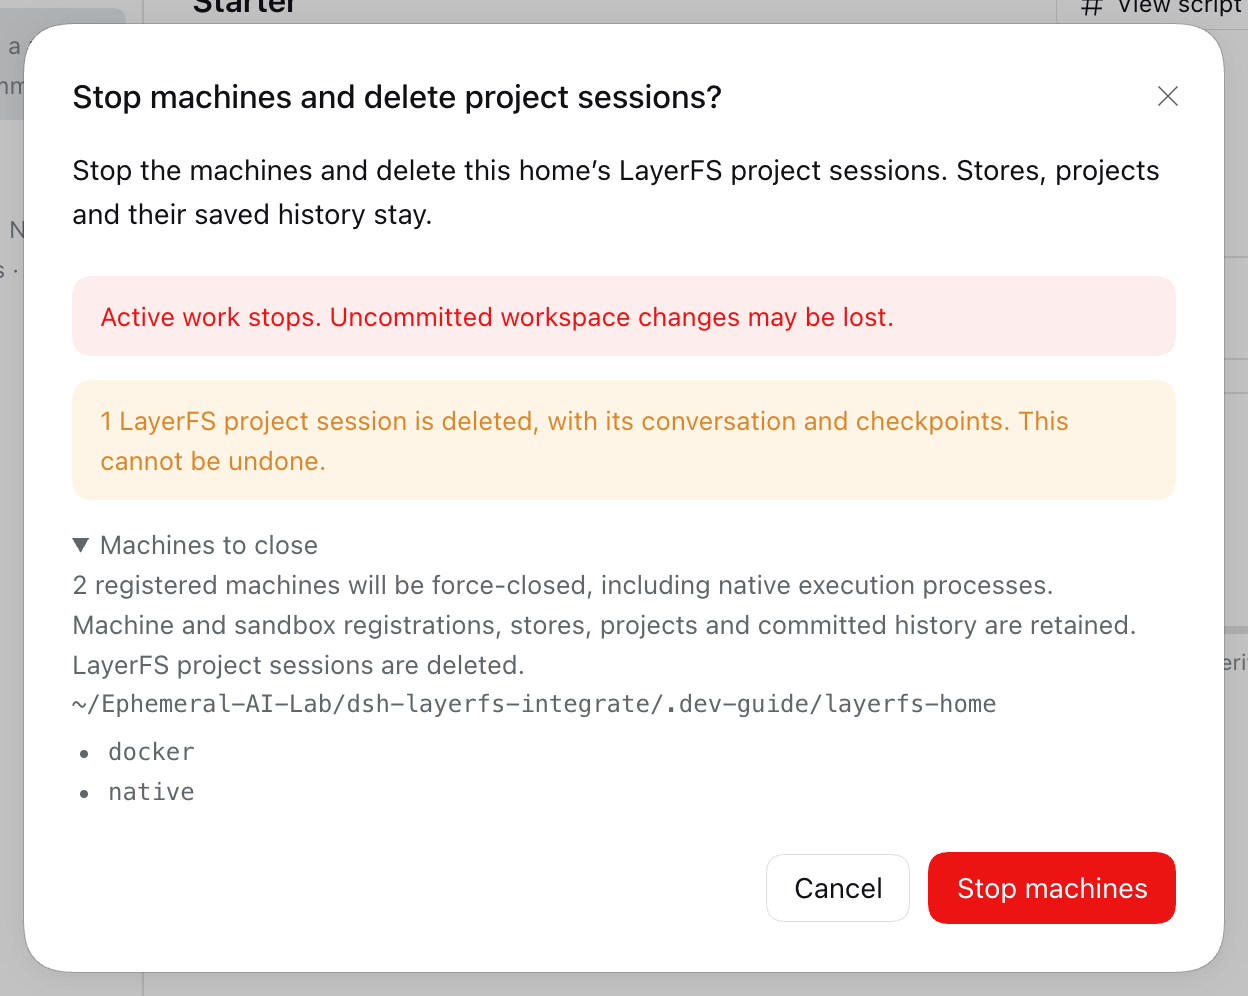 Starter
# View script
a
Stop machines and delete project sessions?
Stop the machines and delete this home’s LayerFS project sessions. Stores, projects
and their saved history stay.
N
Active work stops. Uncommitted workspace changes may be lost.
1 LayerFS project session is deleted, with its conversation and checkpoints. This
cannot be undone.
▼ Machines to close
2 registered machines will be force-closed, including native execution processes.
Machine and sandbox registrations, stores, projects and committed history are retained.
LayerFS project sessions are deleted.
~/Ephemeral-AI-Lab/dsh-layerfs-integrate/.dev-guide/layerfs-home
• docker
• native
Cancel
Stop machines